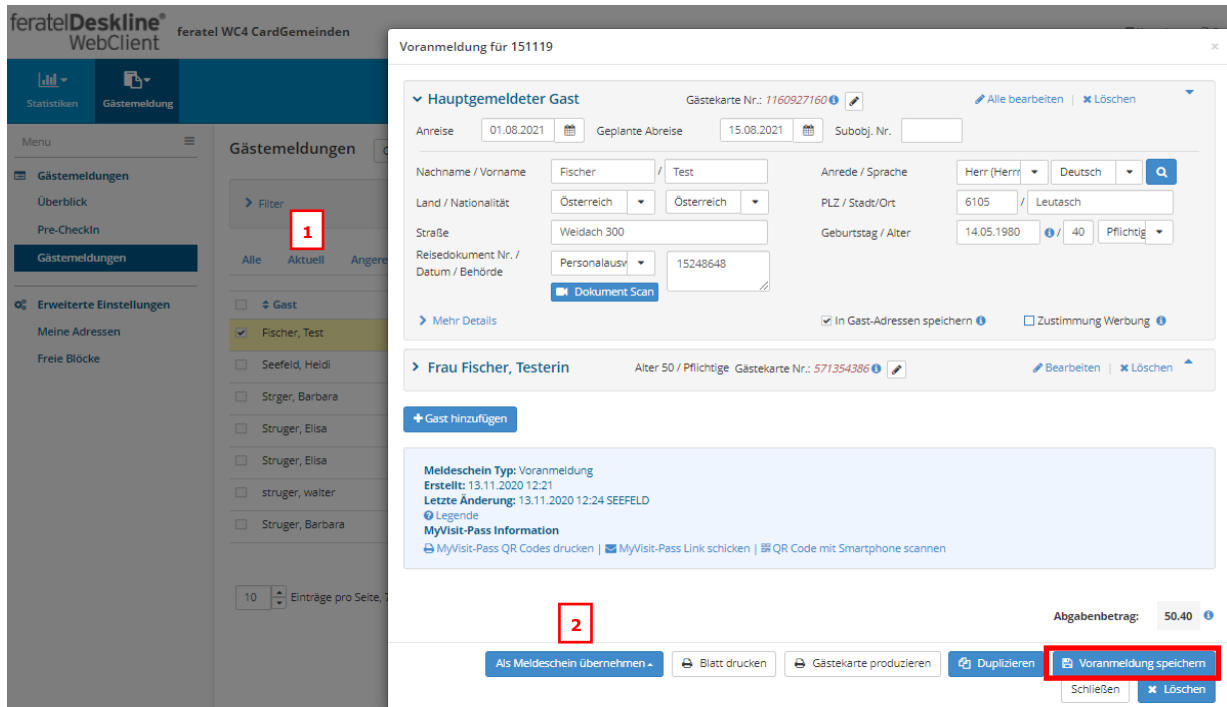 feratel Deskline®
WebClient
feratel WC4 CardGemeinden
Statistiken
Gästemeldung
Menu
Gästemeldungen
Überblick
Pre-CheckIn
Gästemeldungen
Erweiterte Einstellungen
Meine Adressen
Freie Blöcke
Gästemeldungen
Filter
1
Alle Aktuell Angere
Gast
Fischer, Test
Seefeld, Heidi
Strger, Barbara
Struger, Elisa
Struger, Elisa
struger, walter
Struger, Barbara
10 Einträge pro Seite,
Voranmeldung für 151119 ×
Hauptgemeldeter Gast Gästekarte Nr.: 1160927160 Alle bearbeiten | Löschen
Anreise 01.08.2021 Geplante Abreise 15.08.2021 Subobj. Nr.
Nachname / Vorname Fischer / Test Anrede / Sprache Herr (Herrr Deutsch
Land / Nationalität Österreich Österreich PLZ / Stadt/Ort 6105 / Leutasch
Straße Weidach 300 Geburtstag / Alter 14.05.1980 / 40 Pflichtig
Reisedokument Nr. /
Datum / Behörde Personalausw 15248648
Dokument Scan
Mehr Details In Gast-Adressen speichern Zustimmung Werbung
Frau Fischer, Testerin Alter 50 / Pflichtige Gästekarte Nr.: 571354386 Bearbeiten | Löschen
Gast hinzufügen
Meldeschein Typ: Voranmeldung
Erstellt: 13.11.2020 12:21
Letzte Änderung: 13.11.2020 12:24 SEEFELD
Legende
MyVisit-Pass Information
MyVisit-Pass QR Codes drucken | MyVisit-Pass Link schicken | QR Code mit Smartphone scannen
Abgabenbetrag: 50.40
2
Als Meldeschein übernehmen Blatt drucken Gästekarte produzieren Duplizieren Voranmeldung speichern
Schließen Löschen